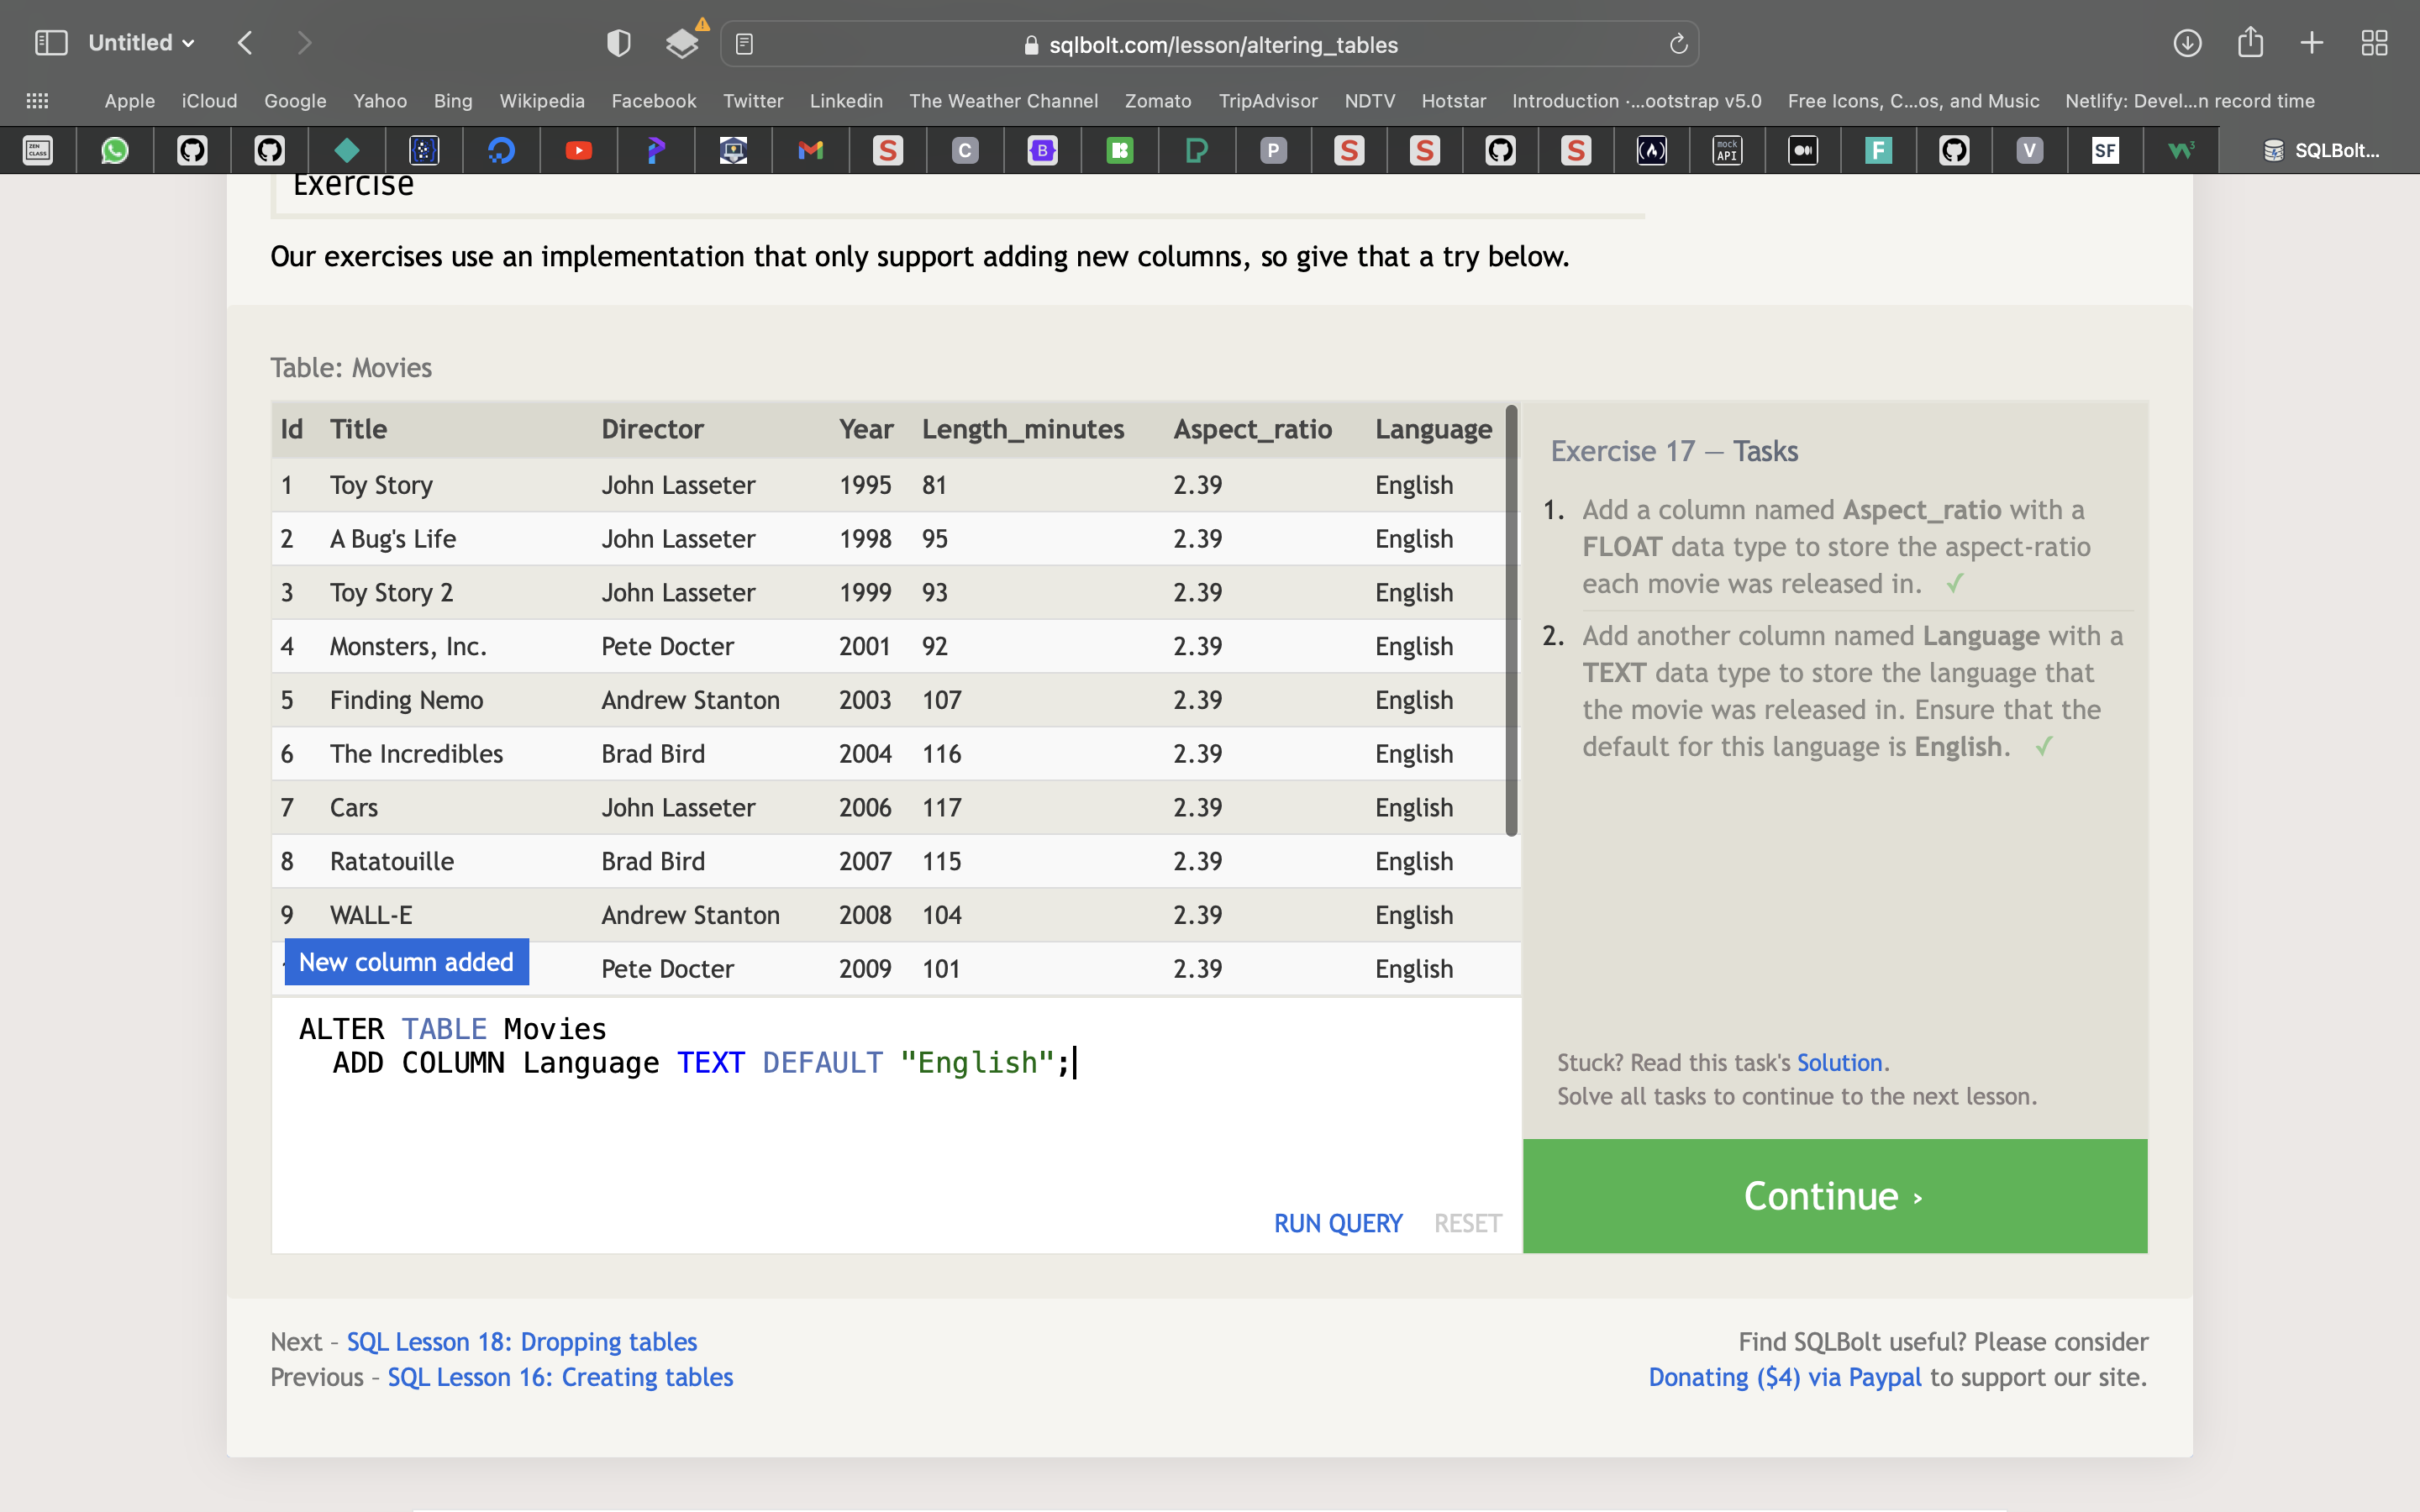 Untitled
sqlbolt.com/lesson/altering_tables
Apple iCloud Google Yahoo Bing Wikipedia Facebook Twitter Linkedin The Weather Channel Zomato TripAdvisor NDTV Hotstar Introduction ·...ootstrap v5.0 Free Icons, C...os, and Music Netlify: Devel...n record time
ZEN CLASS S C B P S S S mock API F V SF W3 SQLBolt...
Exercise
Our exercises use an implementation that only support adding new columns, so give that a try below.
Table: Movies
Id Title Director Year Length_minutes Aspect_ratio Language
1 Toy Story John Lasseter 1995 81 2.39 English
2 A Bug's Life John Lasseter 1998 95 2.39 English
3 Toy Story 2 John Lasseter 1999 93 2.39 English
4 Monsters, Inc. Pete Docter 2001 92 2.39 English
5 Finding Nemo Andrew Stanton 2003 107 2.39 English
6 The Incredibles Brad Bird 2004 116 2.39 English
7 Cars John Lasseter 2006 117 2.39 English
8 Ratatouille Brad Bird 2007 115 2.39 English
9 WALL-E Andrew Stanton 2008 104 2.39 English
New column added Pete Docter 2009 101 2.39 English
ALTER TABLE Movies
ADD COLUMN Language TEXT DEFAULT "English";
RUN QUERY RESET
Exercise 17 — Tasks
1. Add a column named Aspect_ratio with a
FLOAT data type to store the aspect-ratio
each movie was released in. ✓
2. Add another column named Language with a
TEXT data type to store the language that
the movie was released in. Ensure that the
default for this language is English. ✓
Stuck? Read this task's Solution.
Solve all tasks to continue to the next lesson.
Continue ›
Next – SQL Lesson 18: Dropping tables
Previous – SQL Lesson 16: Creating tables
Find SQLBolt useful? Please consider
Donating ($4) via Paypal to support our site.